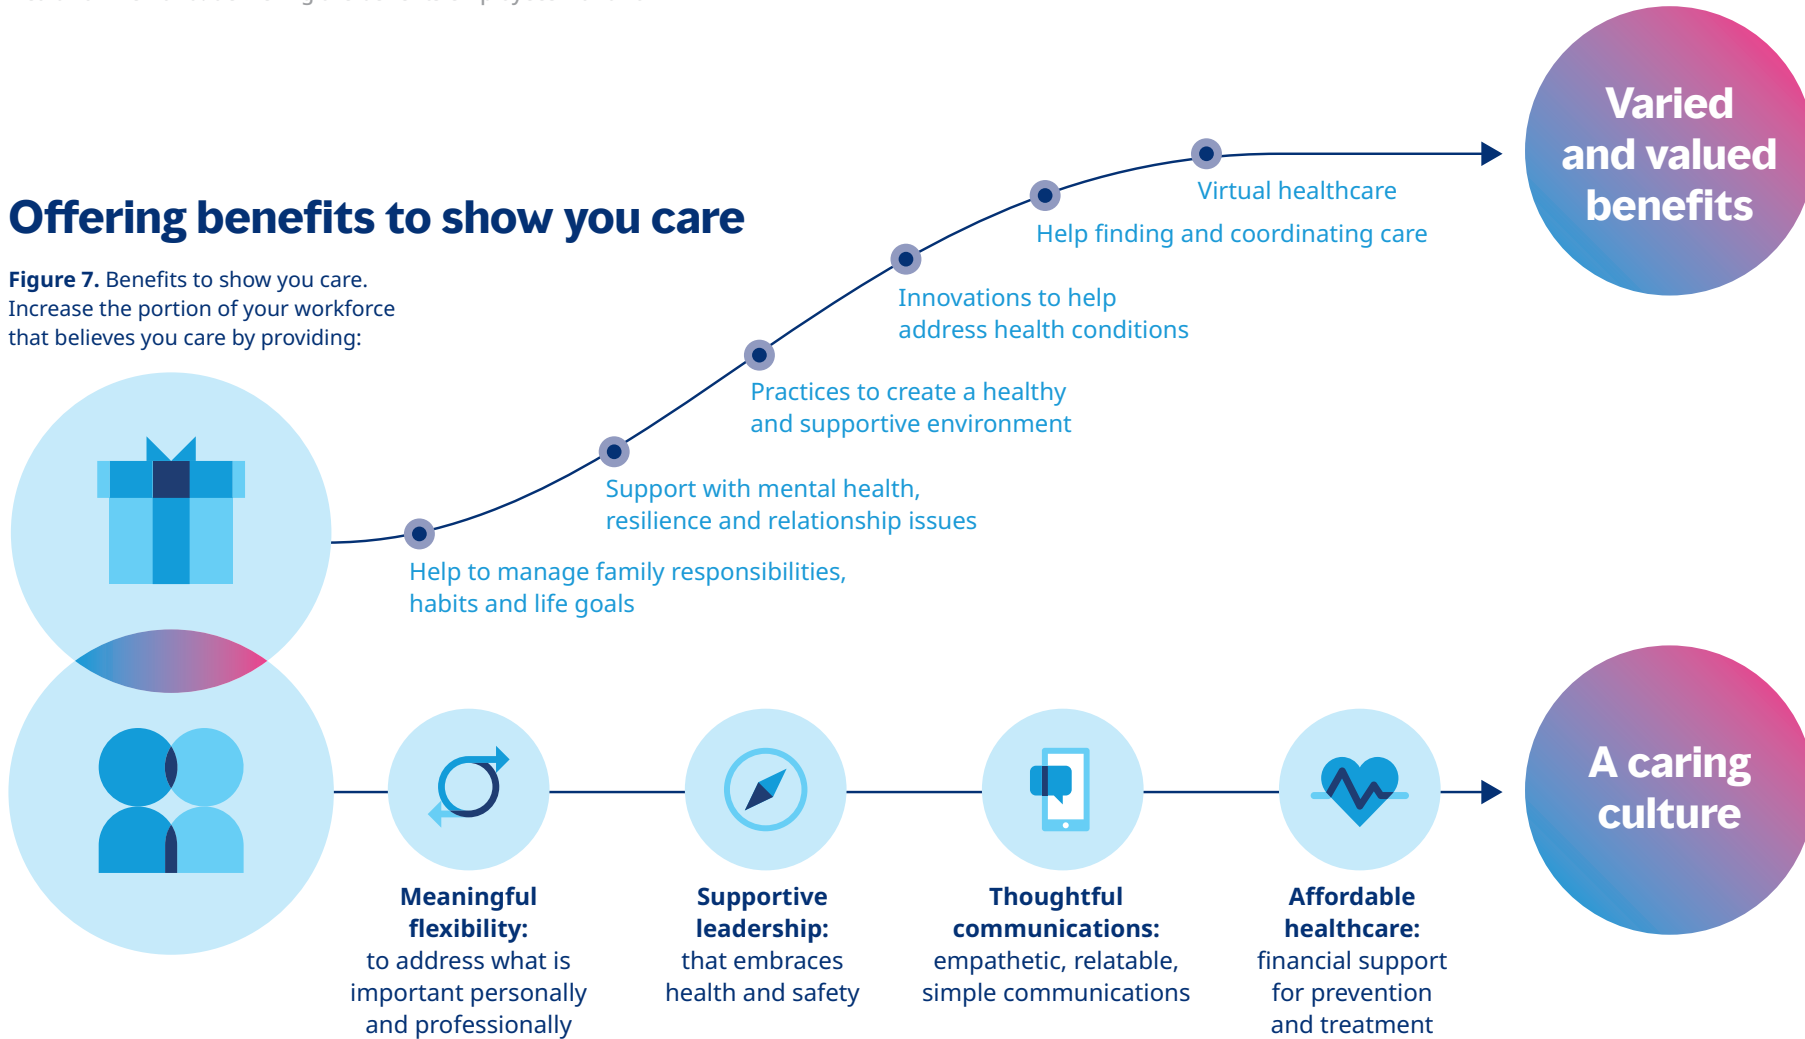 Offering benefits to show you care
Figure 7. Benefits to show you care.
Increase the portion of your workforce
that believes you care by providing:
Varied
and valued
benefits
Virtual healthcare
Help finding and coordinating care
Innovations to help
address health conditions
Practices to create a healthy
and supportive environment
Support with mental health,
resilience and relationship issues
Help to manage family responsibilities,
habits and life goals
A caring
culture
Meaningful
flexibility:
to address what is
important personally
and professionally
Supportive
leadership:
that embraces
health and safety
Thoughtful
communications:
empathetic, relatable,
simple communications
Affordable
healthcare:
financial support
for prevention
and treatment